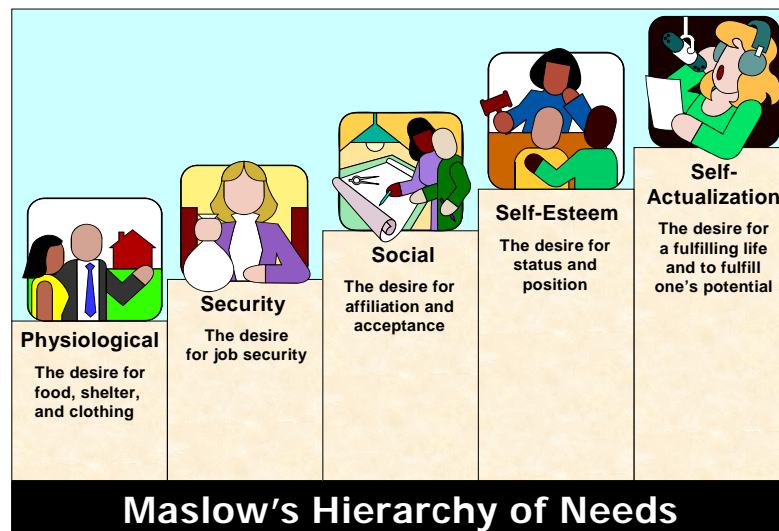 Physiological
The desire for
food, shelter,
and clothing
Security
The desire
for job security
Social
The desire for
affiliation and
acceptance
Self-Esteem
The desire for
status and
position
Self-
Actualization
The desire for
a fulfilling life
and to fulfill
one’s potential
Maslow’s Hierarchy of Needs